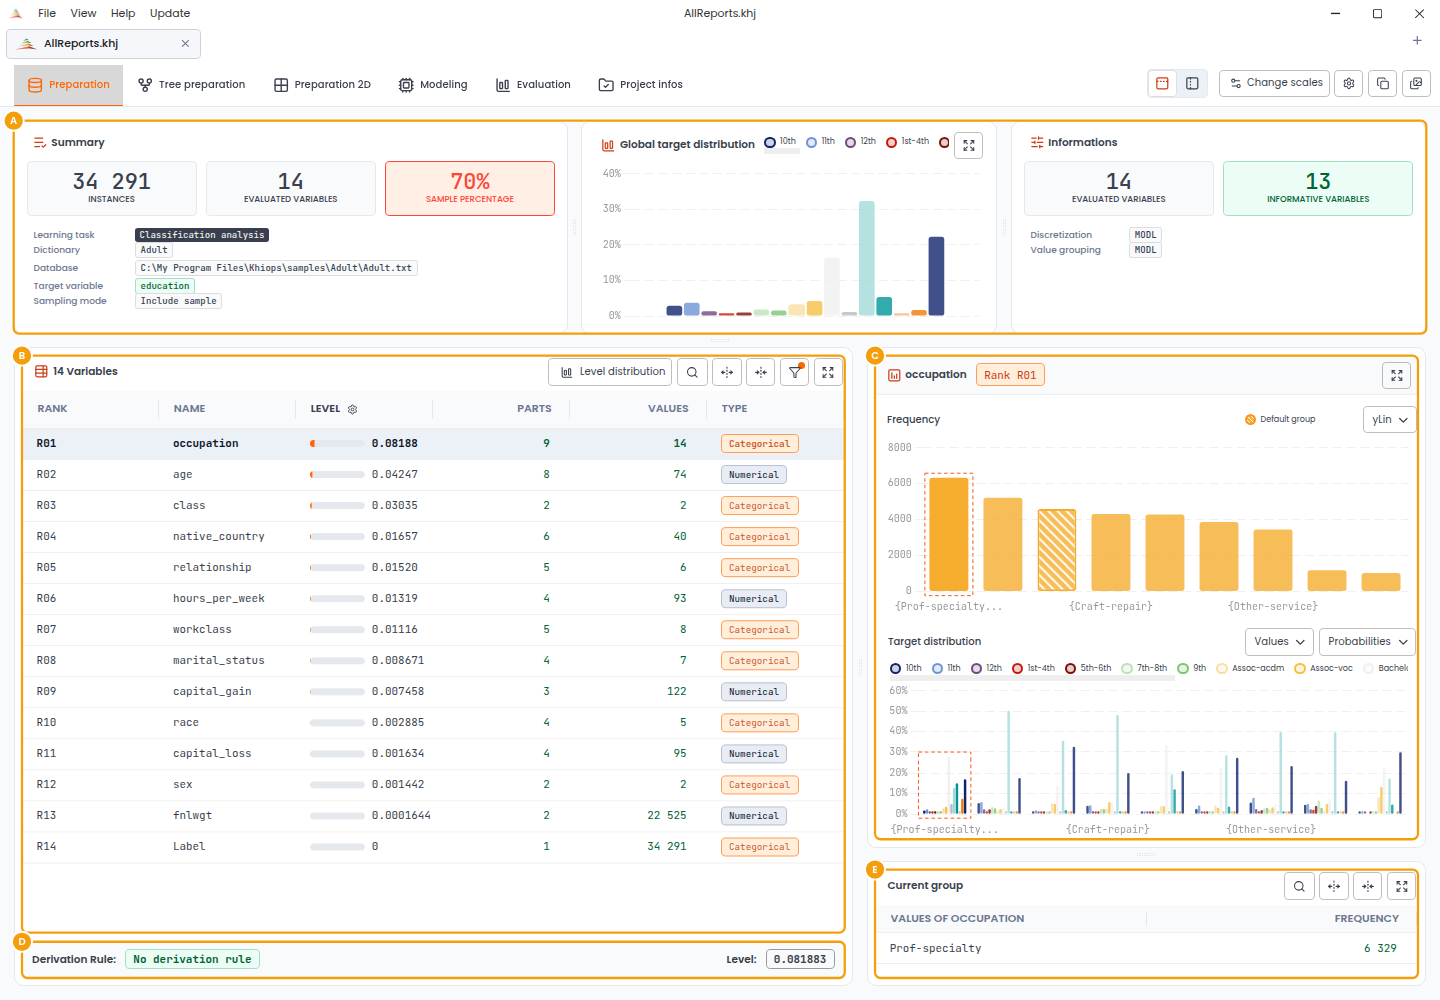 File View Help Update AllReports.khj
AllReports.khj
Preparation Tree preparation Preparation 2D Modeling Evaluation Project infos Change scales
A
Summary
34 291
INSTANCES
14
EVALUATED VARIABLES
70%
SAMPLE PERCENTAGE
Learning task Classification analysis
Dictionary Adult
Database C:\My Program Files\Khiops\samples\Adult\Adult.txt
Target variable education
Sampling mode Include sample
Global target distribution 10th 11th 12th 1st-4th
40%
30%
20%
10%
0%
Informations
14
EVALUATED VARIABLES
13
INFORMATIVE VARIABLES
Discretization MODL
Value grouping MODL
B
14 Variables Level distribution
RANK NAME LEVEL PARTS VALUES TYPE
R01 occupation 0.08188 9 14 Categorical
R02 age 0.04247 8 74 Numerical
R03 class 0.03035 2 2 Categorical
R04 native_country 0.01657 6 40 Categorical
R05 relationship 0.01520 5 6 Categorical
R06 hours_per_week 0.01319 4 93 Numerical
R07 workclass 0.01116 5 8 Categorical
R08 marital_status 0.008671 4 7 Categorical
R09 capital_gain 0.007458 3 122 Numerical
R10 race 0.002885 4 5 Categorical
R11 capital_loss 0.001634 4 95 Numerical
R12 sex 0.001442 2 2 Categorical
R13 fnlwgt 0.0001644 2 22 525 Numerical
R14 Label 0 1 34 291 Categorical
D
Derivation Rule: No derivation rule Level: 0.081883
C
occupation Rank R01
Frequency Default group yLin
8000
6000
4000
2000
0
{Prof-specialty... {Craft-repair} {Other-service}
Target distribution Values Probabilities
10th 11th 12th 1st-4th 5th-6th 7th-8th 9th Assoc-acdm Assoc-voc Bachelo
60%
50%
40%
30%
20%
10%
0%
{Prof-specialty... {Craft-repair} {Other-service}
E
Current group
VALUES OF OCCUPATION FREQUENCY
Prof-specialty 6 329